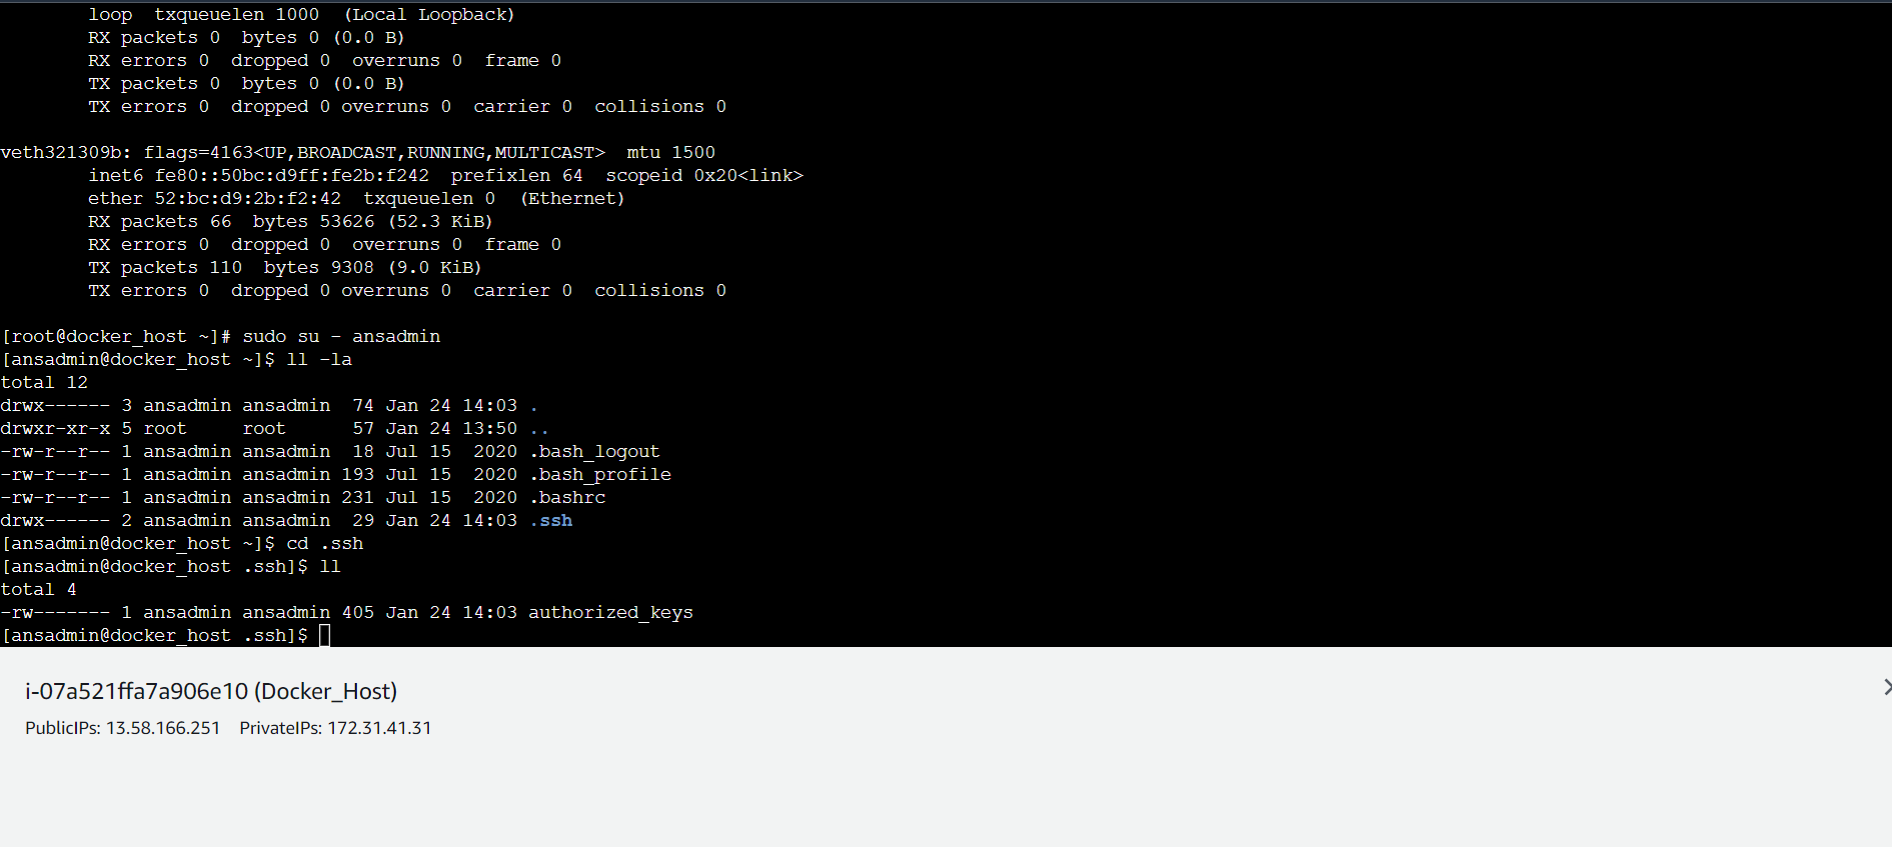 loop  txqueuelen 1000  (Local Loopback)
RX packets 0  bytes 0 (0.0 B)
RX errors 0  dropped 0  overruns 0  frame 0
TX packets 0  bytes 0 (0.0 B)
TX errors 0  dropped 0 overruns 0  carrier 0  collisions 0
veth321309b: flags=4163<UP,BROADCAST,RUNNING,MULTICAST>  mtu 1500
inet6 fe80::50bc:d9ff:fe2b:f242  prefixlen 64  scopeid 0x20<link>
ether 52:bc:d9:2b:f2:42  txqueuelen 0  (Ethernet)
RX packets 66  bytes 53626 (52.3 KiB)
RX errors 0  dropped 0  overruns 0  frame 0
TX packets 110  bytes 9308 (9.0 KiB)
TX errors 0  dropped 0 overruns 0  carrier 0  collisions 0
[root@docker_host ~]# sudo su - ansadmin
[ansadmin@docker_host ~]$ ll -la
total 12
drwx------ 3 ansadmin ansadmin  74 Jan 24 14:03 .
drwxr-xr-x 5 root     root      57 Jan 24 13:50 ..
-rw-r--r-- 1 ansadmin ansadmin  18 Jul 15  2020 .bash_logout
-rw-r--r-- 1 ansadmin ansadmin 193 Jul 15  2020 .bash_profile
-rw-r--r-- 1 ansadmin ansadmin 231 Jul 15  2020 .bashrc
drwx------ 2 ansadmin ansadmin  29 Jan 24 14:03 .ssh
[ansadmin@docker_host ~]$ cd .ssh
[ansadmin@docker_host .ssh]$ ll
total 4
-rw------- 1 ansadmin ansadmin 405 Jan 24 14:03 authorized_keys
[ansadmin@docker_host .ssh]$
i-07a521ffa7a906e10 (Docker_Host)
PublicIPs: 13.58.166.251    PrivateIPs: 172.31.41.31